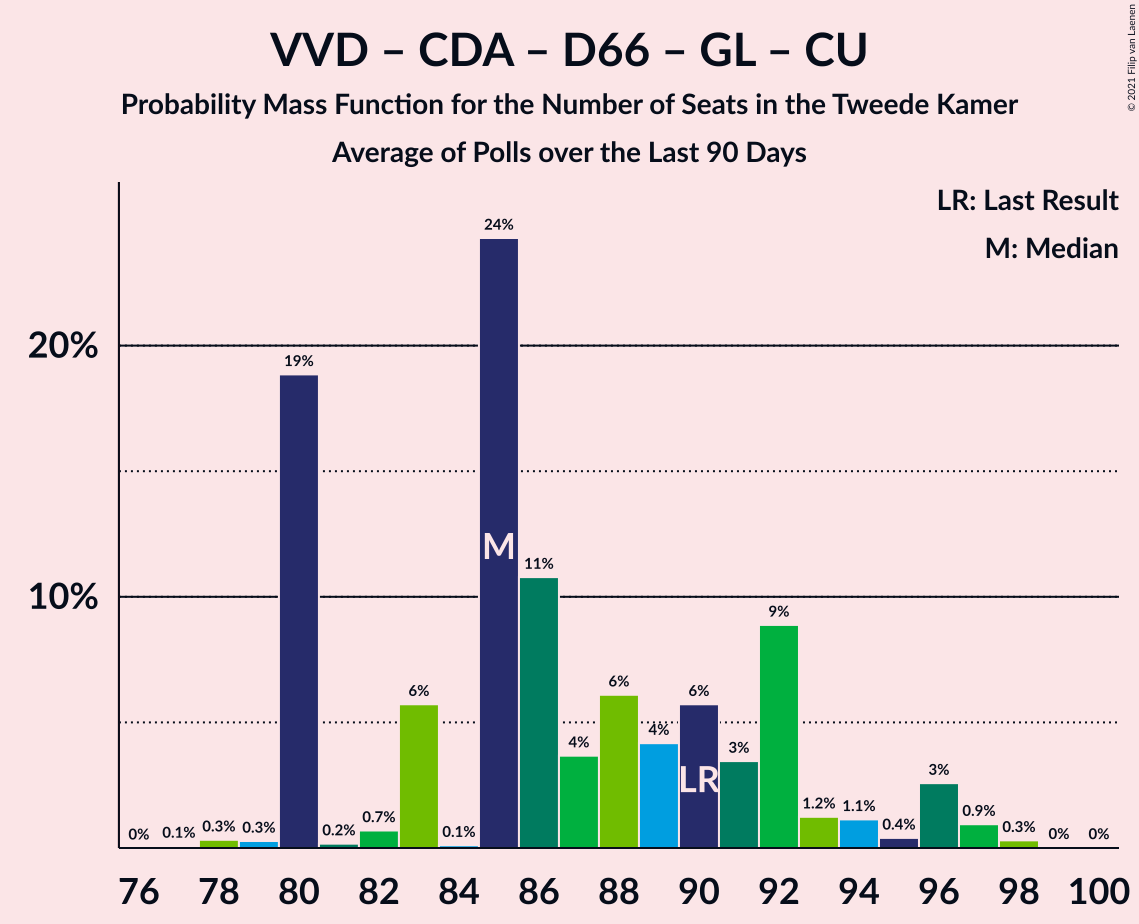 VVD – CDA – D66 – GL – CU
Probability Mass Function for the Number of Seats in the Tweede Kamer
Average of Polls over the Last 90 Days
© 2021 Filip van Laenen
LR: Last Result
M: Median
20%
10%
0% 0.1% 0.3% 0.3% 19% 0.2% 0.7% 6% 0.1% 24% 11% 4% 6% 4% 6% 3% 9% 1.2% 1.1% 0.4% 3% 0.9% 0.3% 0% 0%
M
LR
76 78 80 82 84 86 88 90 92 94 96 98 100